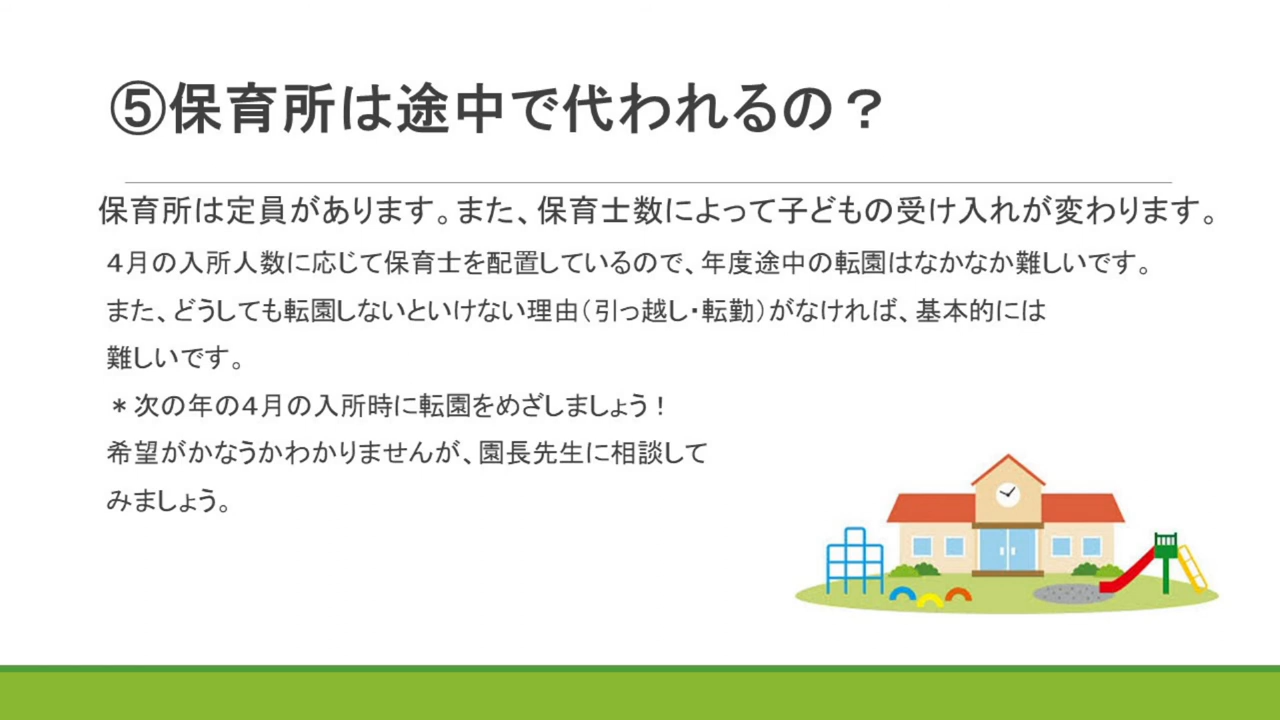 ⑤保育所は途中で代われるの？
保育所は定員があります。また、保育士数によって子どもの受け入れが変わります。
４月の入所人数に応じて保育士を配置しているので、年度途中の転園はなかなか難しいです。
また、どうしても転園しないといけない理由（引っ越し・転勤）がなければ、基本的には
難しいです。
＊次の年の４月の入所時に転園をめざしましょう！
希望がかなうかわかりませんが、園長先生に相談して
みましょう。